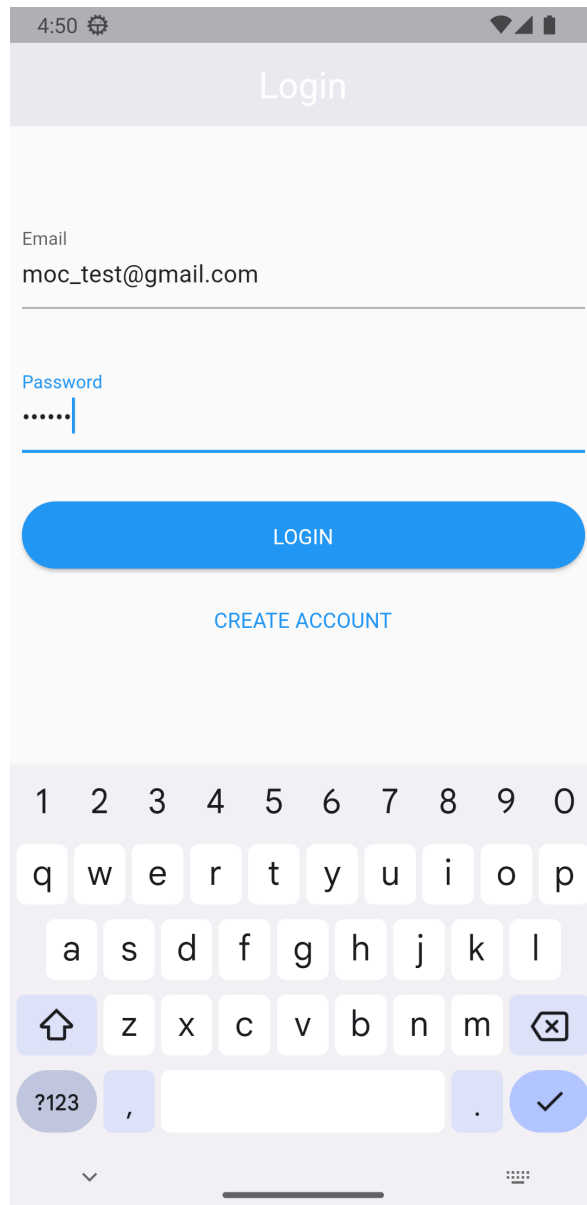 4:50
Login
Email
moc_test@gmail.com
Password
••••••
LOGIN
CREATE ACCOUNT
1 2 3 4 5 6 7 8 9 0
q w e r t y u i o p
a s d f g h j k l
z x c v b n m
?123 , .